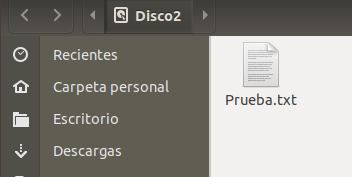 Disco2
Recientes
Carpeta personal
Escritorio
Descargas
Prueba.txt